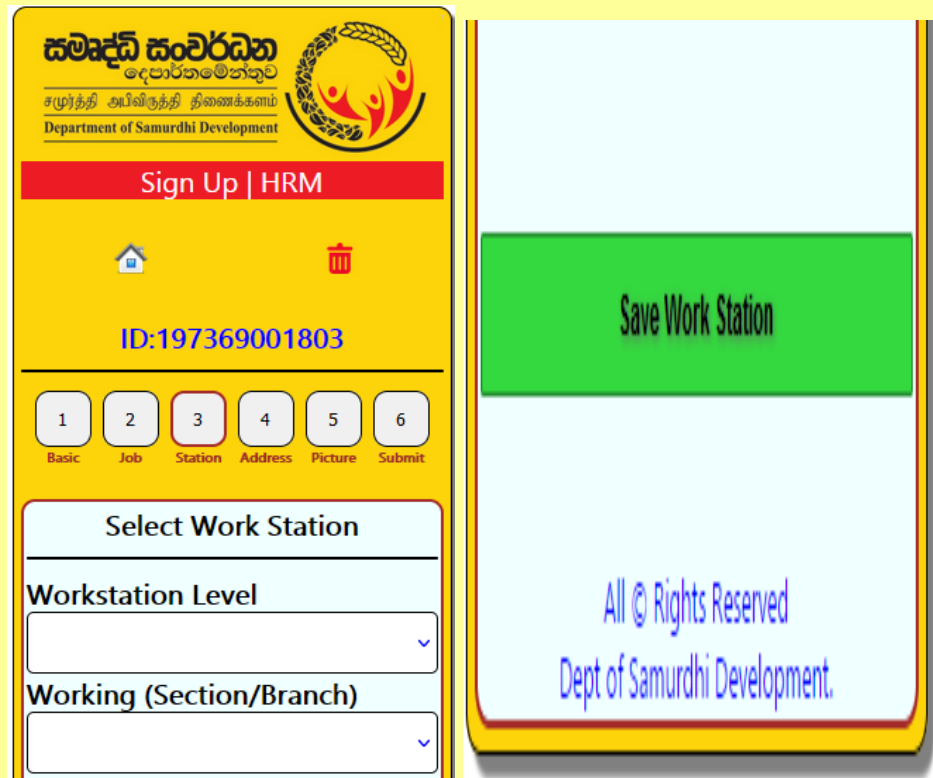 සමෘද්ධි සංවර්ධන
දෙපාර්තමේන්තුව
சமுர்த்தி அபிவிருத்தி திணைக்களம்
Department of Samurdhi Development
Sign Up | HRM
ID:197369001803
1 2 3 4 5 6
Basic Job Station Address Picture Submit
Select Work Station
Workstation Level
Working (Section/Branch)
Save Work Station
All © Rights Reserved
Dept of Samurdhi Development.